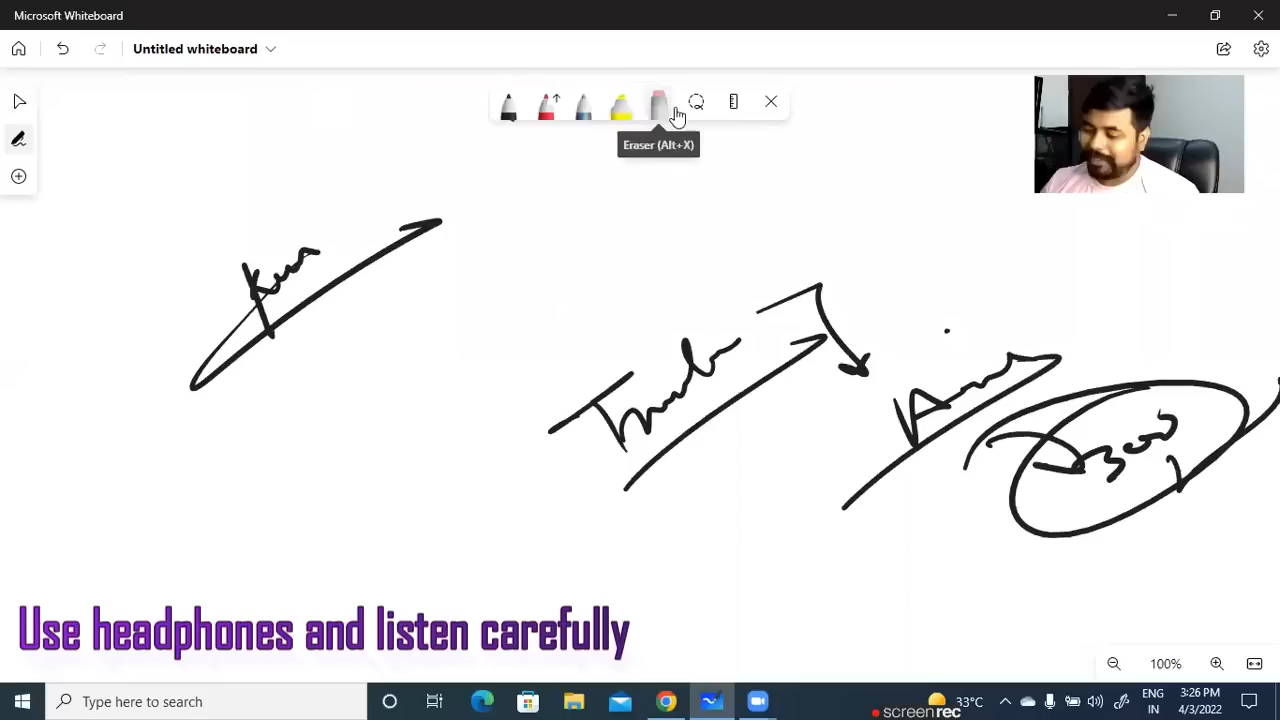 Microsoft Whiteboard
Untitled whiteboard
Eraser (Alt+X)
300
Use headphones and listen carefully
100%
Type here to search
33°C
ENG
IN
3:26 PM
4/3/2022
screenrec